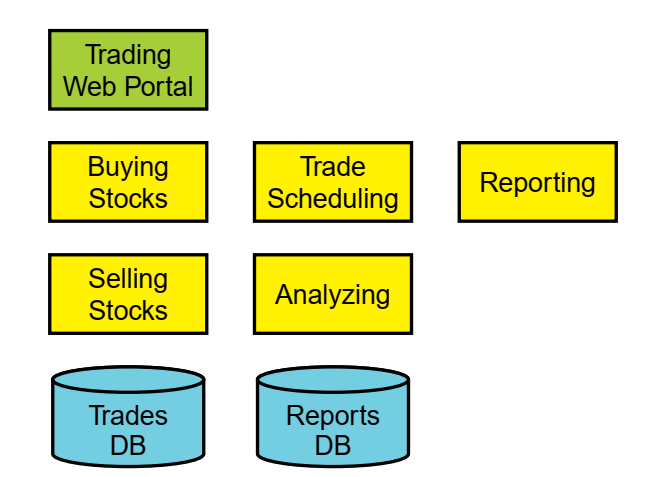 Trading
Web Portal
Buying
Stocks
Trade
Scheduling
Reporting
Selling
Stocks
Analyzing
Trades
DB
Reports
DB